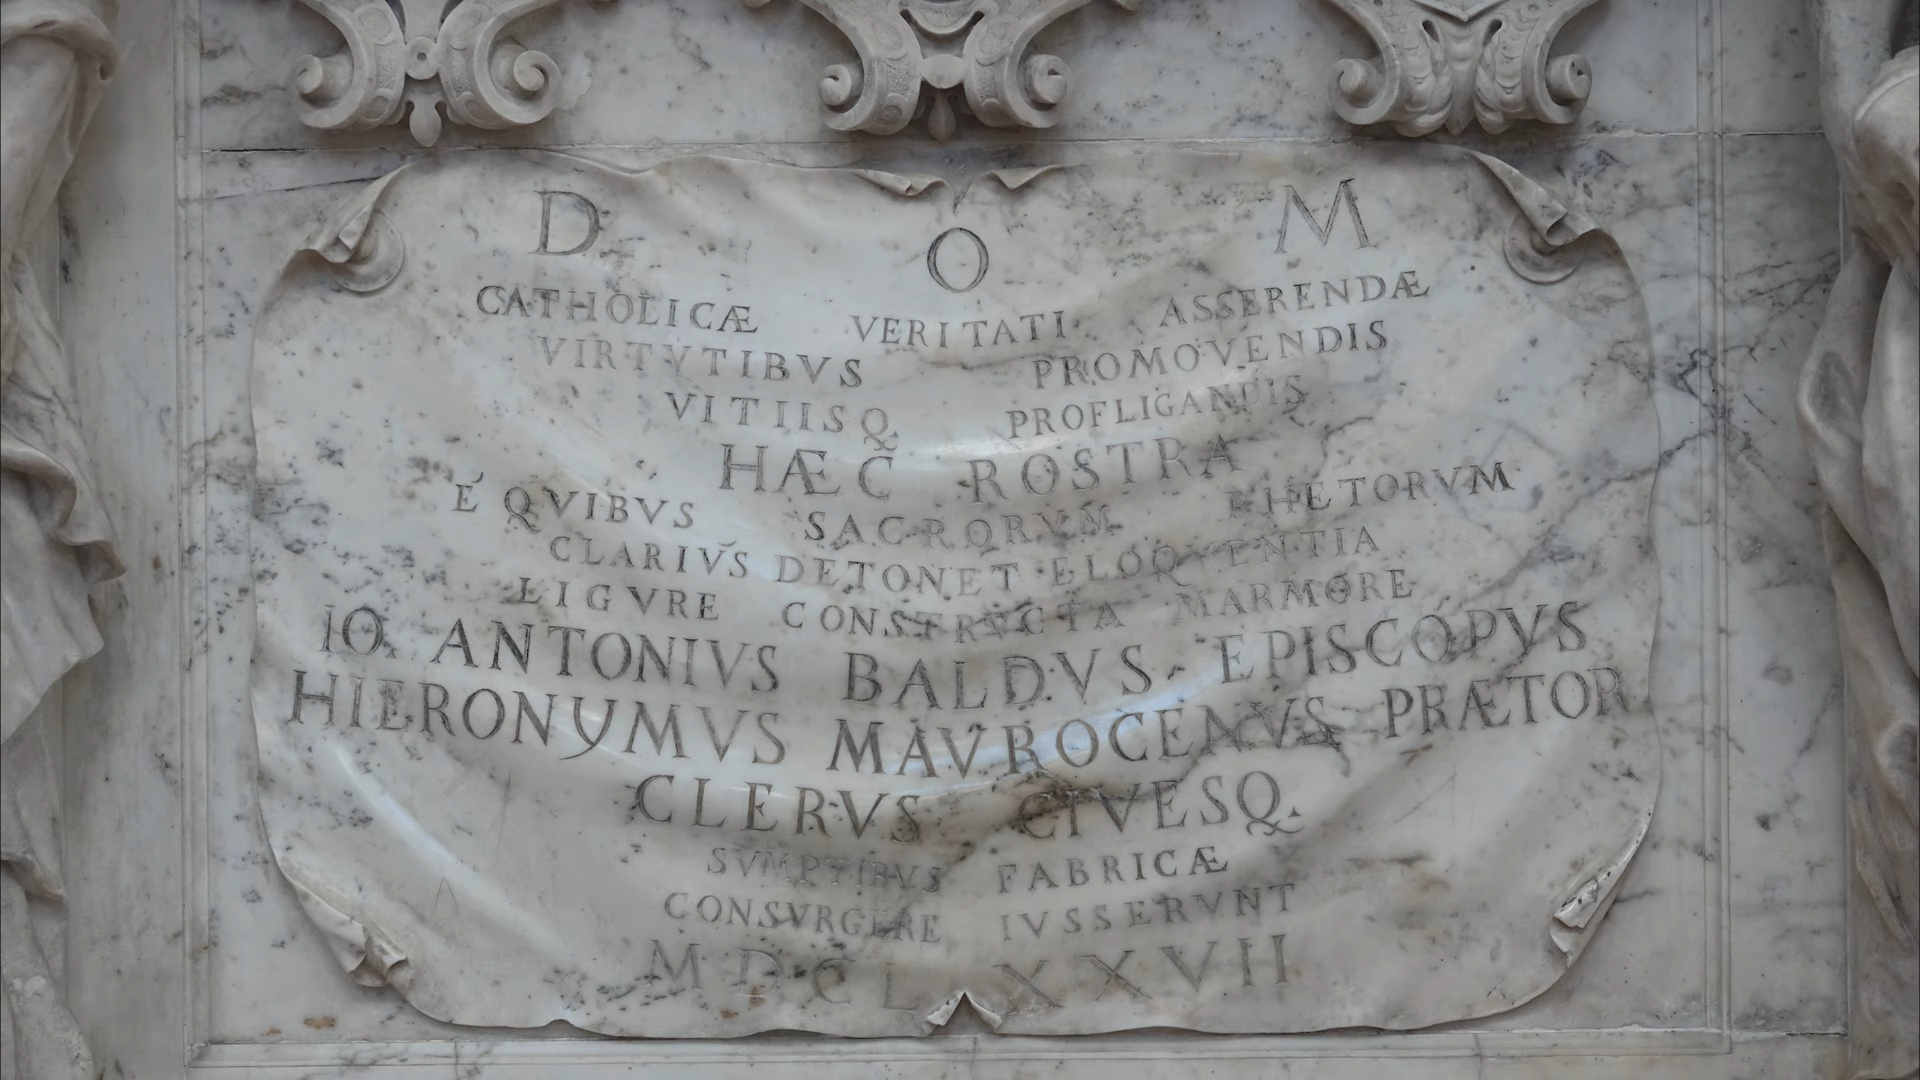 D O M
CATHOLICÆ VERITATI ASSERENDÆ
VIRTVTIBVS PROMOVENDIS
VITIISQ PROFLIGANDIS
HÆC ROSTRA
E QVIBVS SACRORVM RHETORVM
CLARIVS DETONET ELOQVENTIA
LIGVRE CONSTRVCTA MARMORE
IO. ANTONIVS BALDVS EPISCOPVS
HIERONYMVS MAVROCENVS PRÆTOR
CLERVS CIVESQ.
SVMPTIBVS FABRICÆ
CONSVRGERE IVSSERVNT
MDCLXXVII